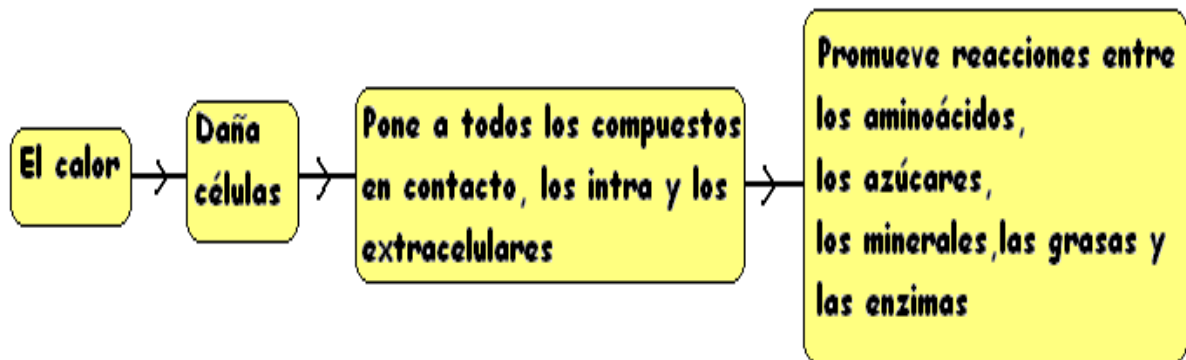 El calor
Daña
células
Pone a todos los compuestos
en contacto, los intra y los
extracelulares
Promueve reacciones entre
los aminoácidos,
los azúcares,
los minerales,las grasas y
las enzimas